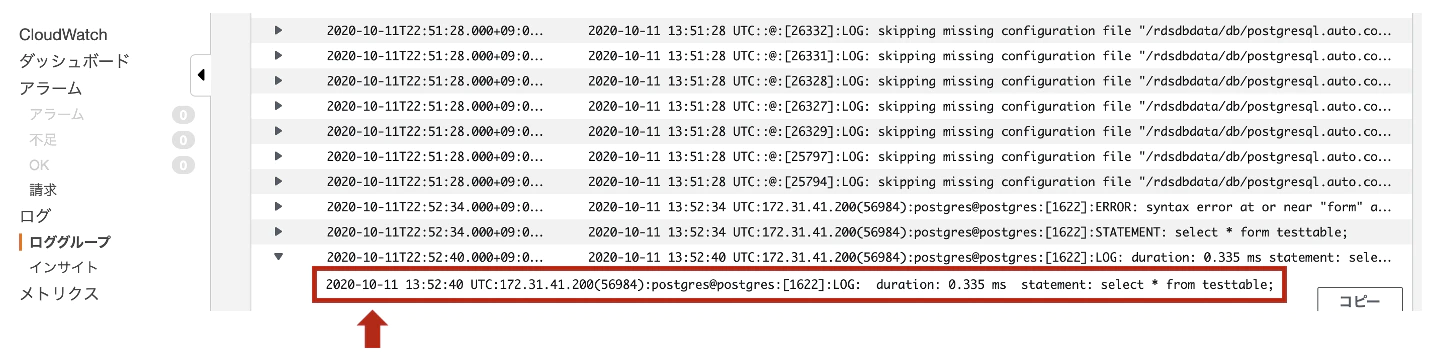 CloudWatch
ダッシュボード
アラーム
アラーム 0
不足 0
OK 0
請求
ログ
ロググループ
インサイト
メトリクス
2020-10-11T22:51:28.000+09:0... 2020-10-11 13:51:28 UTC::@:[26332]:LOG: skipping missing configuration file "/rdsdbdata/db/postgresql.auto.co...
2020-10-11T22:51:28.000+09:0... 2020-10-11 13:51:28 UTC::@:[26331]:LOG: skipping missing configuration file "/rdsdbdata/db/postgresql.auto.co...
2020-10-11T22:51:28.000+09:0... 2020-10-11 13:51:28 UTC::@:[26328]:LOG: skipping missing configuration file "/rdsdbdata/db/postgresql.auto.co...
2020-10-11T22:51:28.000+09:0... 2020-10-11 13:51:28 UTC::@:[26327]:LOG: skipping missing configuration file "/rdsdbdata/db/postgresql.auto.co...
2020-10-11T22:51:28.000+09:0... 2020-10-11 13:51:28 UTC::@:[26329]:LOG: skipping missing configuration file "/rdsdbdata/db/postgresql.auto.co...
2020-10-11T22:51:28.000+09:0... 2020-10-11 13:51:28 UTC::@:[25797]:LOG: skipping missing configuration file "/rdsdbdata/db/postgresql.auto.co...
2020-10-11T22:51:28.000+09:0... 2020-10-11 13:51:28 UTC::@:[25794]:LOG: skipping missing configuration file "/rdsdbdata/db/postgresql.auto.co...
2020-10-11T22:52:34.000+09:0... 2020-10-11 13:52:34 UTC:172.31.41.200(56984):postgres@postgres:[1622]:ERROR: syntax error at or near "form" a...
2020-10-11T22:52:34.000+09:0... 2020-10-11 13:52:34 UTC:172.31.41.200(56984):postgres@postgres:[1622]:STATEMENT: select * form testtable;
2020-10-11T22:52:40.000+09:0... 2020-10-11 13:52:40 UTC:172.31.41.200(56984):postgres@postgres:[1622]:LOG: duration: 0.335 ms statement: sele...
2020-10-11 13:52:40 UTC:172.31.41.200(56984):postgres@postgres:[1622]:LOG: duration: 0.335 ms statement: select * from testtable;
コピー